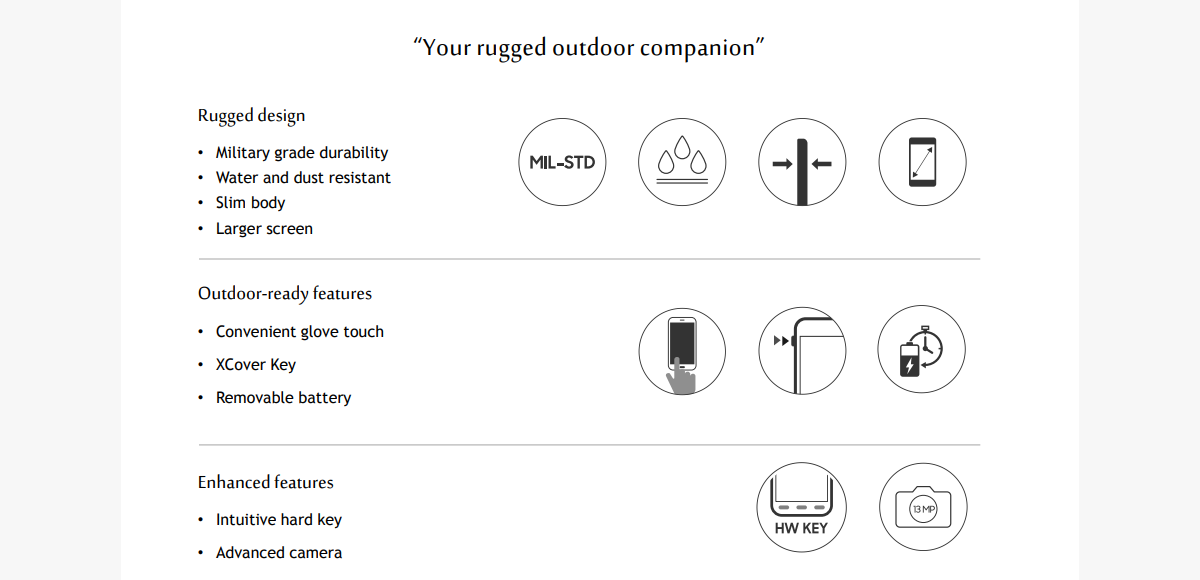 “Your rugged outdoor companion”
Rugged design
• Military grade durability
• Water and dust resistant
• Slim body
• Larger screen
MIL-STD
Outdoor-ready features
• Convenient glove touch
• XCover Key
• Removable battery
Enhanced features
• Intuitive hard key
• Advanced camera
HW KEY
13 MP